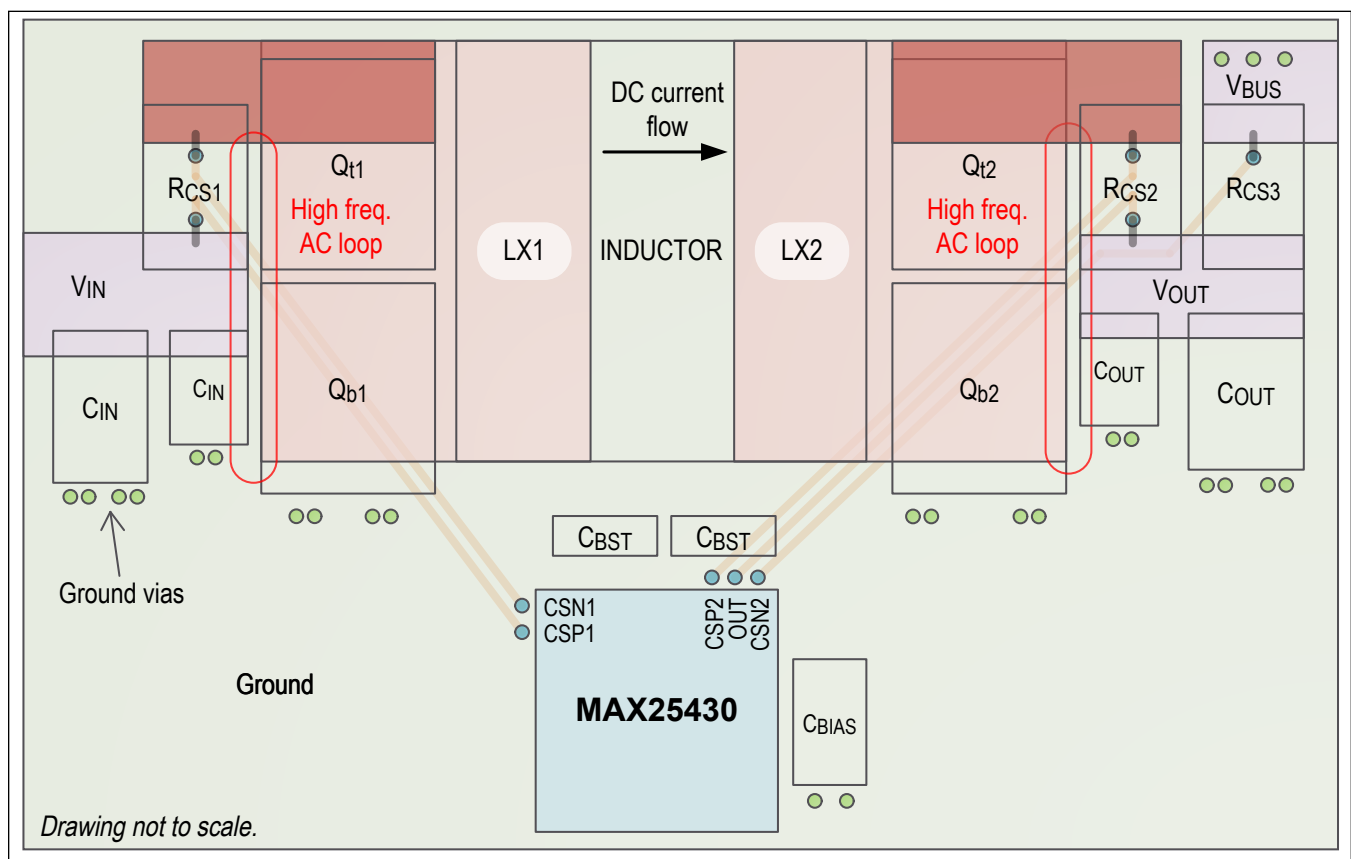 DC current
flow
VBUS
Qt1
Qt2
RCS1
RCS2
RCS3
High freq.
AC loop
High freq.
AC loop
LX1
INDUCTOR
LX2
VIN
VOUT
CIN
CIN
Qb1
Qb2
COUT
COUT
CBST
CBST
Ground vias
CSN1
CSP1
CSP2
OUT
CSN2
Ground
MAX25430
CBIAS
Drawing not to scale.